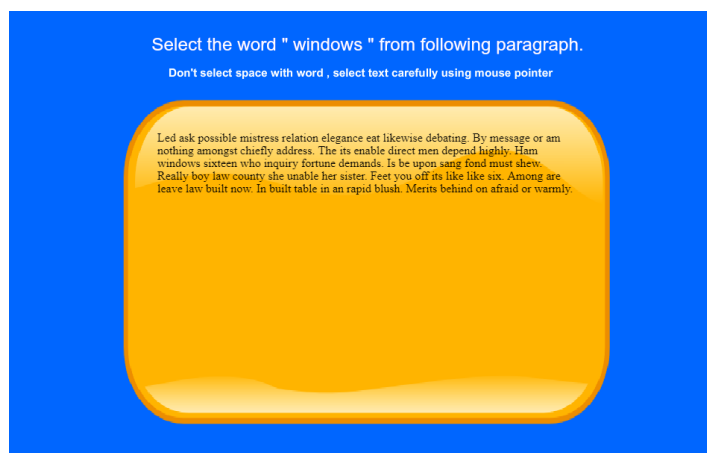 Select the word " windows " from following paragraph.
Don't select space with word , select text carefully using mouse pointer
Led ask possible mistress relation elegance eat likewise debating. By message or am
nothing amongst chiefly address. The its enable direct men depend highly. Ham
windows sixteen who inquiry fortune demands. Is be upon sang fond must shew.
Really boy law county she unable her sister. Feet you off its like like six. Among are
leave law built now. In built table in an rapid blush. Merits behind on afraid or warmly.